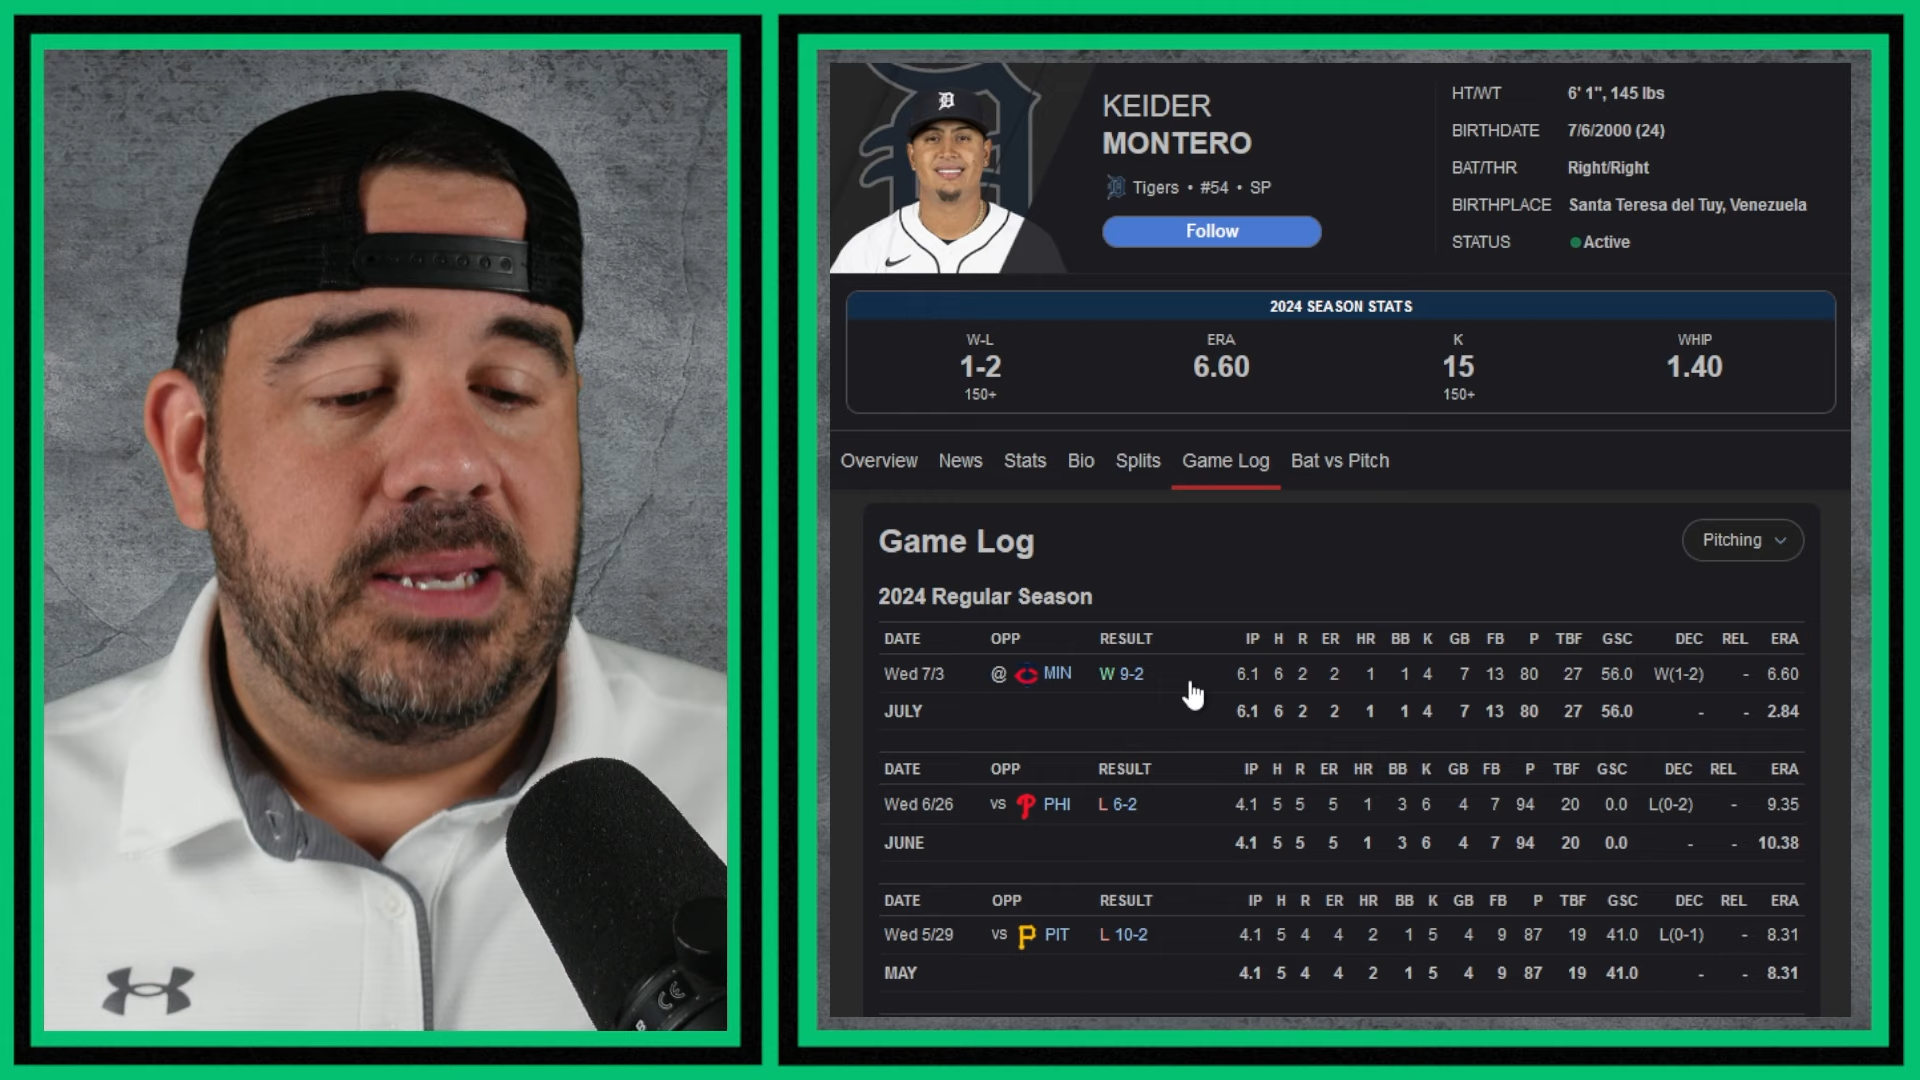 KEIDER
MONTERO
Tigers • #54 • SP
Follow
HT/WT 6' 1", 145 lbs
BIRTHDATE 7/6/2000 (24)
BAT/THR Right/Right
BIRTHPLACE Santa Teresa del Tuy, Venezuela
STATUS Active
2024 SEASON STATS
W-L ERA K WHIP
1-2 6.60 15 1.40
150+ 150+
Overview News Stats Bio Splits Game Log Bat vs Pitch
Game Log Pitching
2024 Regular Season
DATE OPP RESULT IP H R ER HR BB K GB FB P TBF GSC DEC REL ERA
Wed 7/3 @ MIN W 9-2 6.1 6 2 2 1 1 4 7 13 80 27 56.0 W(1-2) - 6.60
JULY 6.1 6 2 2 1 1 4 7 13 80 27 56.0 - - 2.84
DATE OPP RESULT IP H R ER HR BB K GB FB P TBF GSC DEC REL ERA
Wed 6/26 vs PHI L 6-2 4.1 5 5 5 1 3 6 4 7 94 20 0.0 L(0-2) - 9.35
JUNE 4.1 5 5 5 1 3 6 4 7 94 20 0.0 - - 10.38
DATE OPP RESULT IP H R ER HR BB K GB FB P TBF GSC DEC REL ERA
Wed 5/29 vs PIT L 10-2 4.1 5 4 4 2 1 5 4 9 87 19 41.0 L(0-1) - 8.31
MAY 4.1 5 4 4 2 1 5 4 9 87 19 41.0 - - 8.31
CE